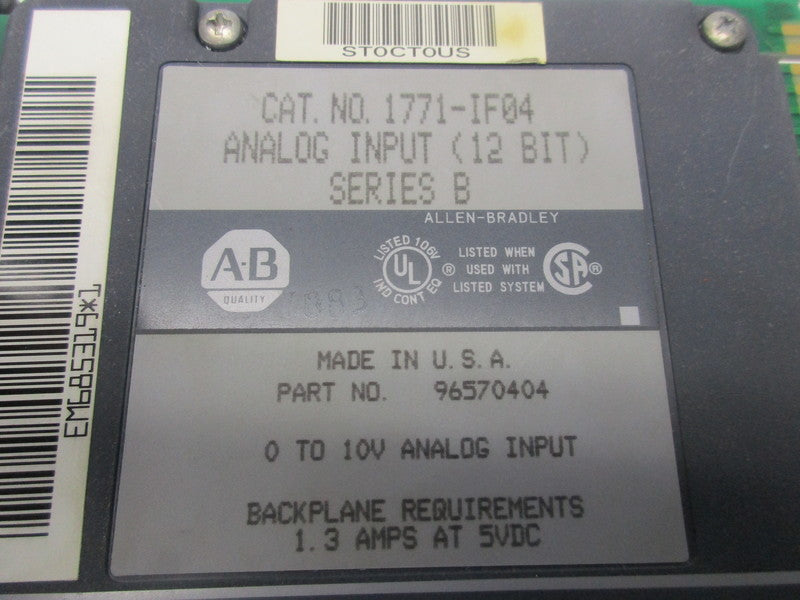 STOCTOUS
CAT. NO. 1771-IF04
ANALOG INPUT (12 BIT)
SERIES B
ALLEN-BRADLEY
A-B
QUALITY
LISTED 106V
UL
IND CONT EQ
®
LISTED WHEN
USED WITH
LISTED SYSTEM
SA®
MADE IN U.S.A.
PART NO. 96570404
0 TO 10V ANALOG INPUT
BACKPLANE REQUIREMENTS
1.3 AMPS AT 5VDC